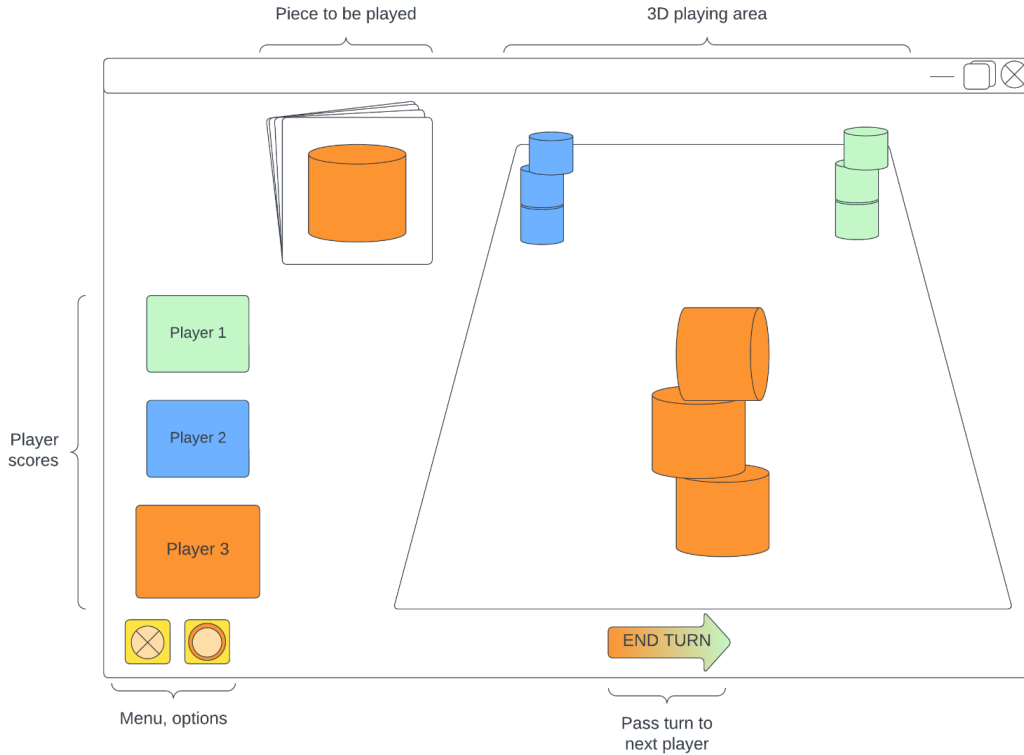 Piece to be played
3D playing area
Player 1
Player 2
Player
scores
Player 3
END TURN
Menu, options
Pass turn to
next player